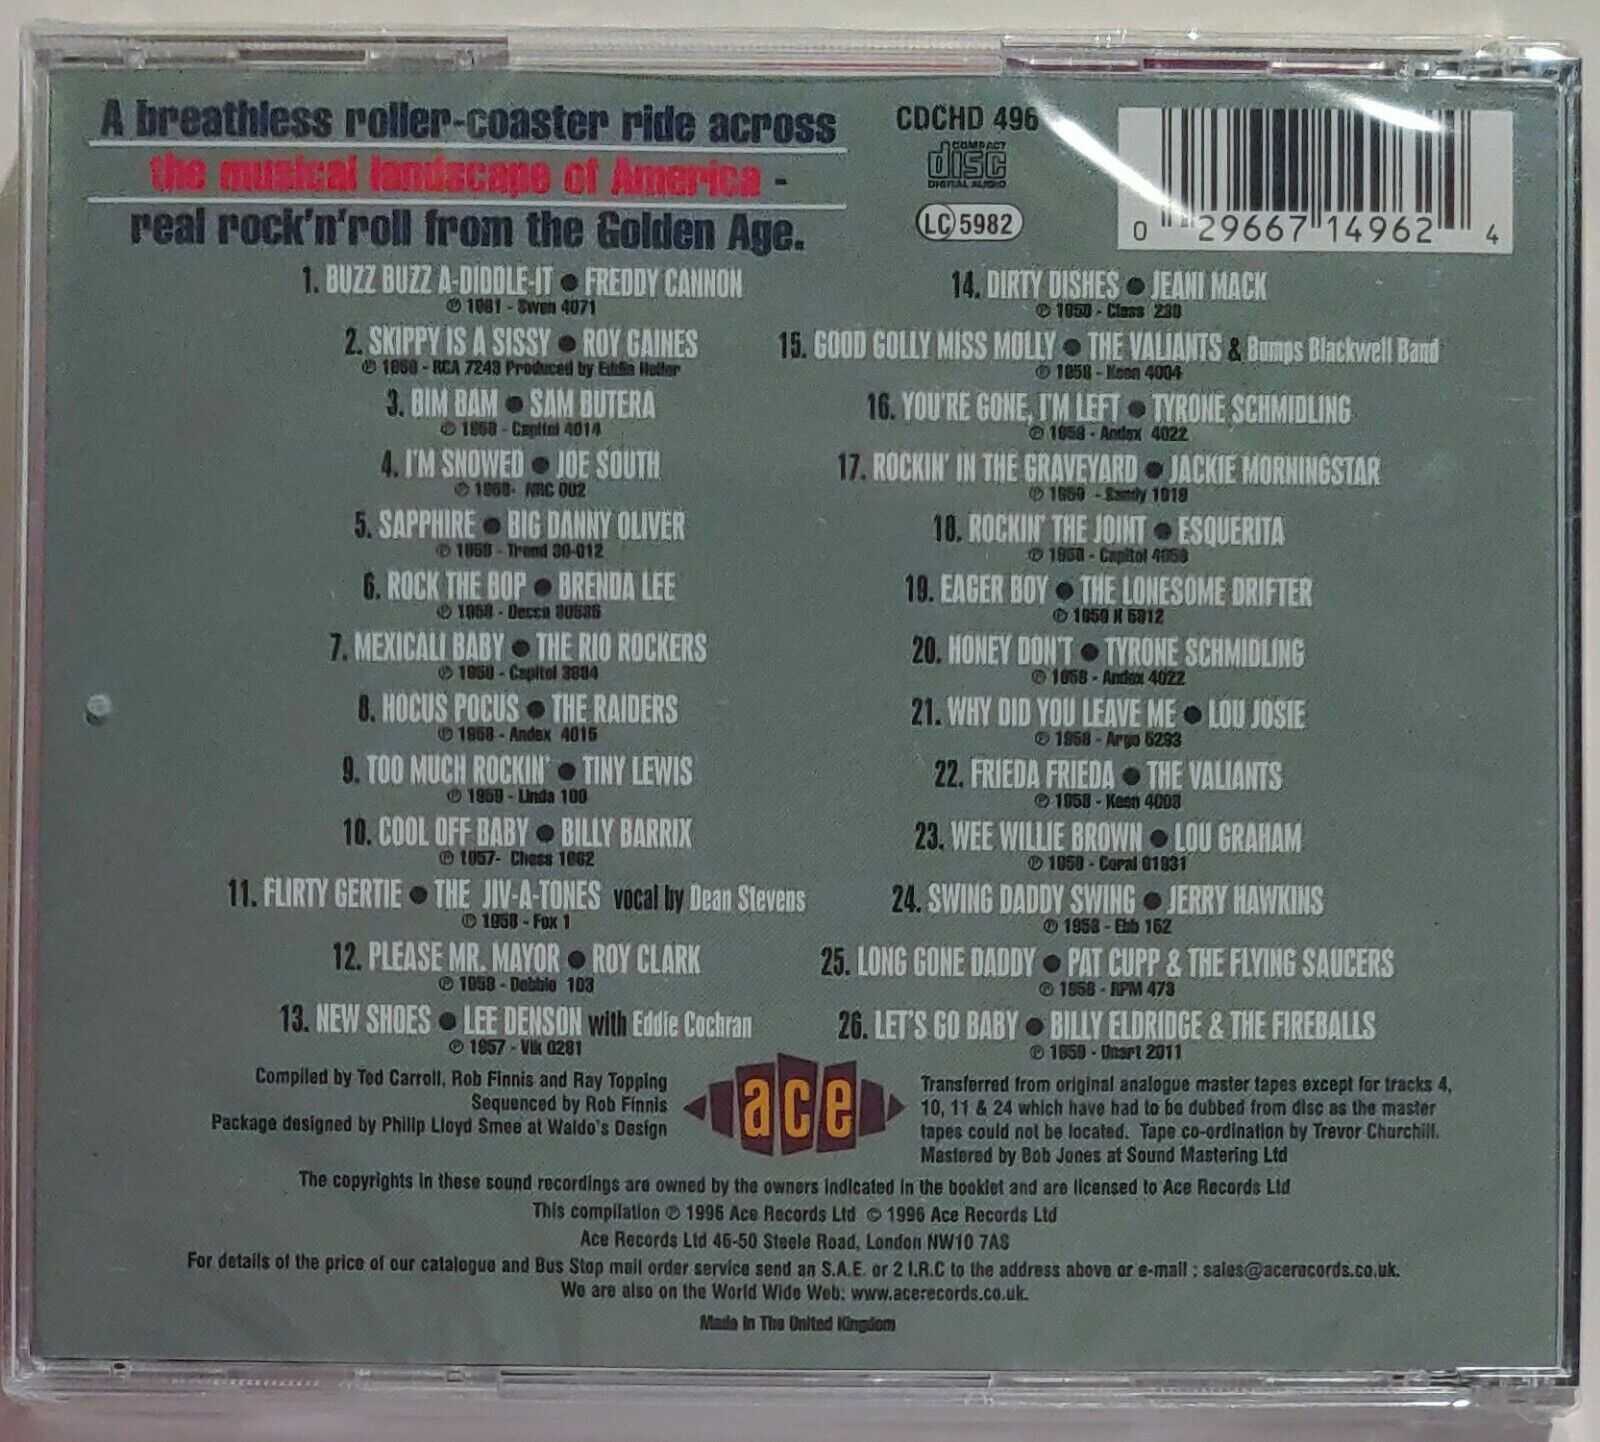 A breathless roller-coaster ride across
the musical landscape of America -
real rock'n'roll from the Golden Age.
CDCHD 496
COMPACT
disc
DIGITAL AUDIO
LC 5982
0 29667 14962 4
1. BUZZ BUZZ A-DIDDLE-IT ● FREDDY CANNON
℗ 1961 - Swan 4071
2. SKIPPY IS A SISSY ● ROY GAINES
℗ 1958 - RCA 7243 Produced by Eddie Heller
3. BIM BAM ● SAM BUTERA
℗ 1958 - Capitol 4014
4. I'M SNOWED ● JOE SOUTH
℗ 1958- NRC 002
5. SAPPHIRE ● BIG DANNY OLIVER
℗ 1958 - Trend 30-012
6. ROCK THE BOP ● BRENDA LEE
℗ 1958 - Decca
7. MEXICALI BABY ● THE RIO ROCKERS
℗ 1958 - Capitol 3884
8. HOCUS POCUS ● THE RAIDERS
℗ 1958 - Andex 4015
9. TOO MUCH ROCKIN' ● TINY LEWIS
℗ 1959 - Linda 100
10. COOL OFF BABY ● BILLY BARRIX
℗ 1957- Chess 1662
11. FLIRTY GERTIE ● THE JIV-A-TONES vocal by Dean Stevens
℗ 1958 - Fox 1
12. PLEASE MR. MAYOR ● ROY CLARK
℗ 1958 - Debbie 103
13. NEW SHOES ● LEE DENSON with Eddie Cochran
℗ 1957 - Vik 0281
14. DIRTY DISHES ● JEANI MACK
℗ 1958 - Class 230
15. GOOD GOLLY MISS MOLLY ● THE VALIANTS & Bumps Blackwell Band
℗ 1958 - Keen 4004
16. YOU'RE GONE, I'M LEFT ● TYRONE SCHMIDLING
℗ 1958 - Andex 4022
17. ROCKIN' IN THE GRAVEYARD ● JACKIE MORNINGSTAR
℗ 1959 - Sandy 1018
18. ROCKIN' THE JOINT ● ESQUERITA
℗ 1958 - Capitol 4058
19. EAGER BOY ● THE LONESOME DRIFTER
℗ 1959 K 5812
20. HONEY DON'T ● TYRONE SCHMIDLING
℗ 1958 - Andex 4022
21. WHY DID YOU LEAVE ME ● LOU JOSIE
℗ 1958 - Argo 5293
22. FRIEDA FRIEDA ● THE VALIANTS
℗ 1958 - Keen 4008
23. WEE WILLIE BROWN ● LOU GRAHAM
℗ 1958 - Coral 61931
24. SWING DADDY SWING ● JERRY HAWKINS
℗ 1958 - Ebb 152
25. LONG GONE DADDY ● PAT CUPP & THE FLYING SAUCERS
℗ 1956 - RPM 473
26. LET'S GO BABY ● BILLY ELDRIDGE & THE FIREBALLS
℗ 1959 - Unart 2011
Compiled by Ted Carroll, Rob Finnis and Ray Topping
Sequenced by Rob Finnis
Package designed by Philip Lloyd Smee at Waldo's Design
ace
Transferred from original analogue master tapes except for tracks 4,
10, 11 & 24 which have had to be dubbed from disc as the master
tapes could not be located. Tape co-ordination by Trevor Churchill.
Mastered by Bob Jones at Sound Mastering Ltd
The copyrights in these sound recordings are owned by the owners indicated in the booklet and are licensed to Ace Records Ltd
This compilation ℗ 1996 Ace Records Ltd © 1996 Ace Records Ltd
Ace Records Ltd 46-50 Steele Road, London NW10 7AS
For details of the price of our catalogue and Bus Stop mail order service send an S.A.E. or 2 I.R.C to the address above or e-mail : sales@acerecords.co.uk.
We are also on the World Wide Web: www.acerecords.co.uk.
Made In The United Kingdom